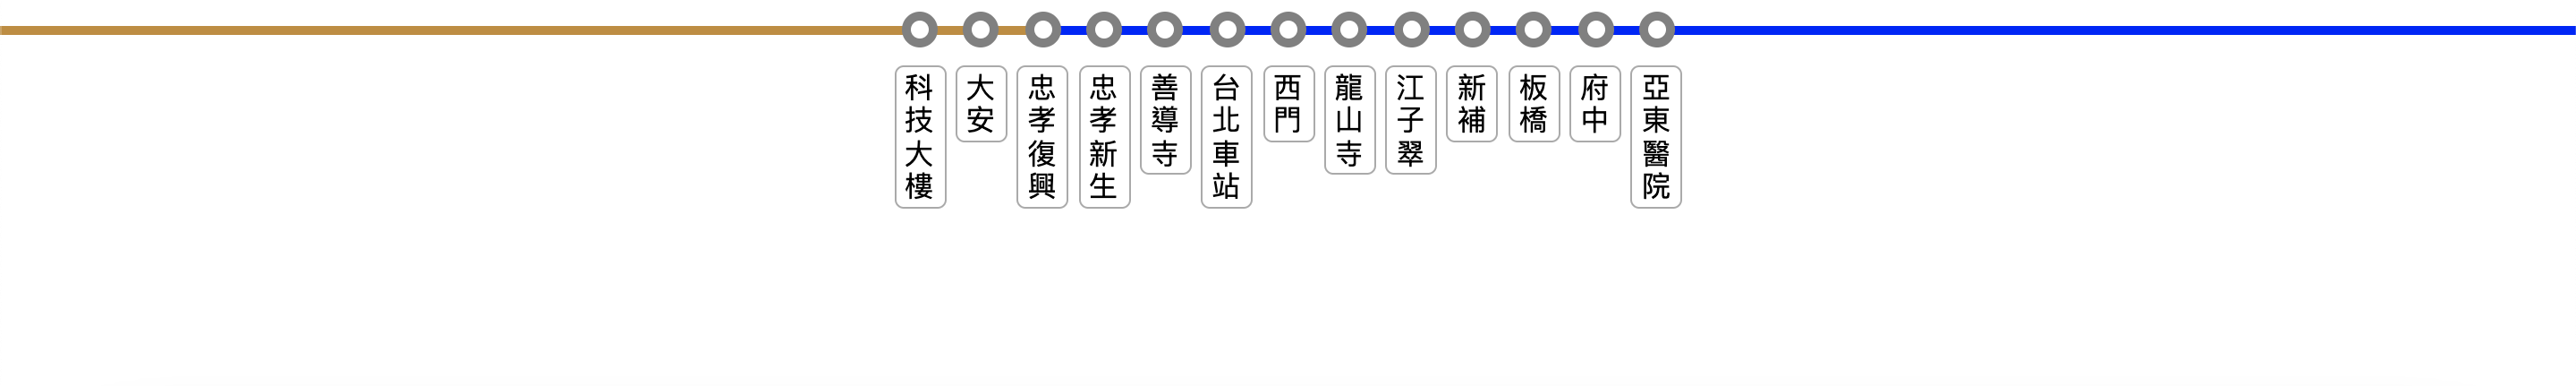 科技大樓
大安
忠孝復興
忠孝新生
善導寺
台北車站
西門
龍山寺
江子翠
新補
板橋
府中
亞東醫院